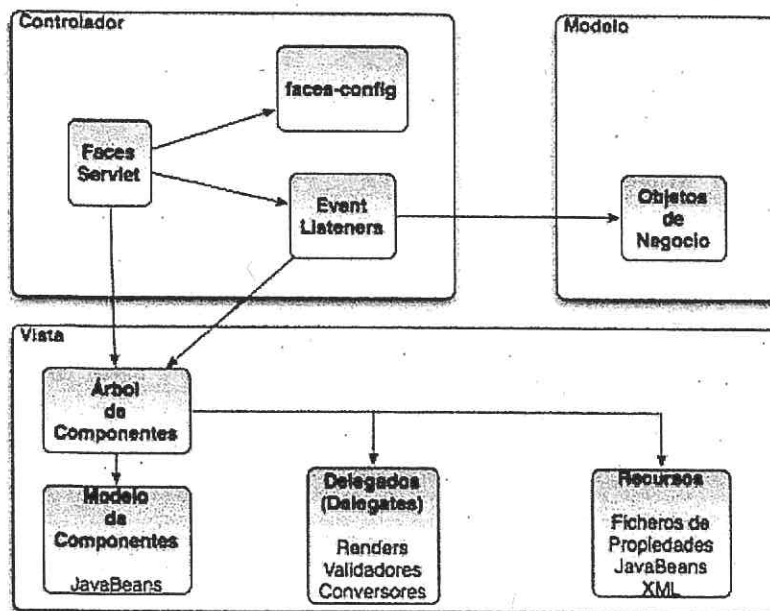 Controlador
Modelo
faces-config
Faces
Servlet
Event
Listeners
Objetos
de
Negocio
Vista
Árbol
de
Componentes
Modelo
de
Componentes
JavaBeans
Delegados
(Delegates)
Renders
Validadores
Conversores
Recursos
Ficheros de
Propiedades
JavaBeans
XML